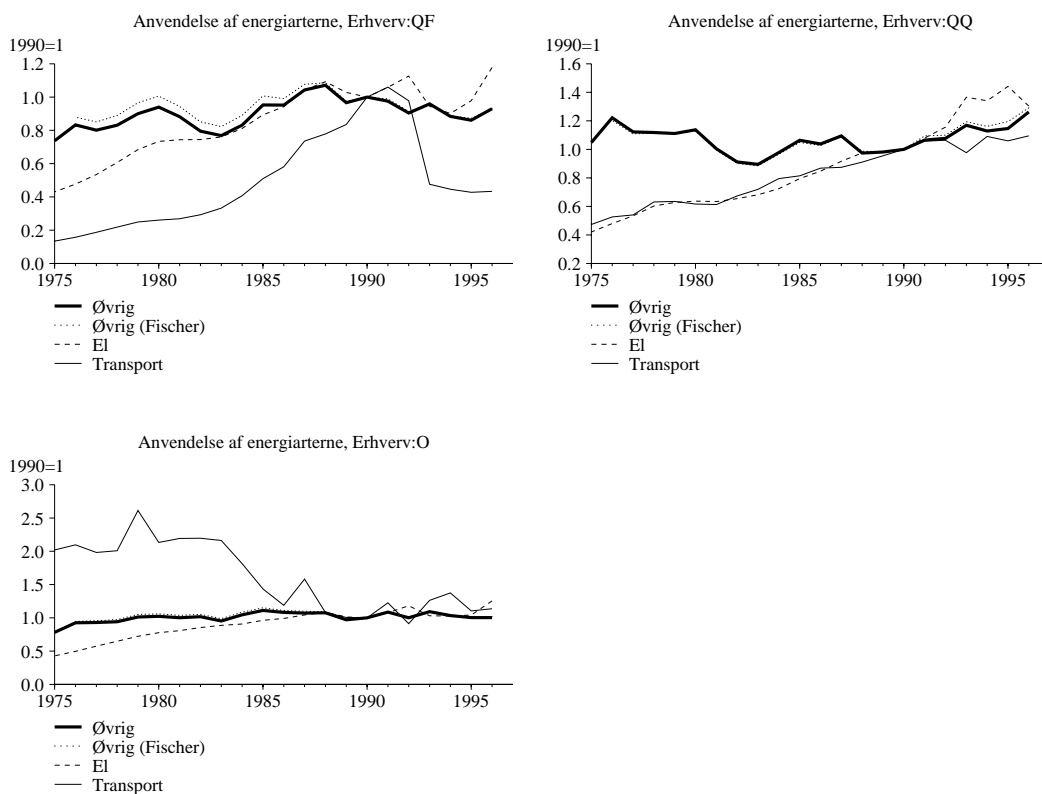 Anvendelse af energiarterne, Erhverv:QF
1990=1
1.2
1.0
0.8
0.6
0.4
0.2
0.0
1975 1980 1985 1990 1995
Øvrig
Øvrig (Fischer)
El
Transport
Anvendelse af energiarterne, Erhverv:QQ
1990=1
1.6
1.4
1.2
1.0
0.8
0.6
0.4
0.2
1975 1980 1985 1990 1995
Øvrig
Øvrig (Fischer)
El
Transport
Anvendelse af energiarterne, Erhverv:O
1990=1
3.0
2.5
2.0
1.5
1.0
0.5
0.0
1975 1980 1985 1990 1995
Øvrig
Øvrig (Fischer)
El
Transport